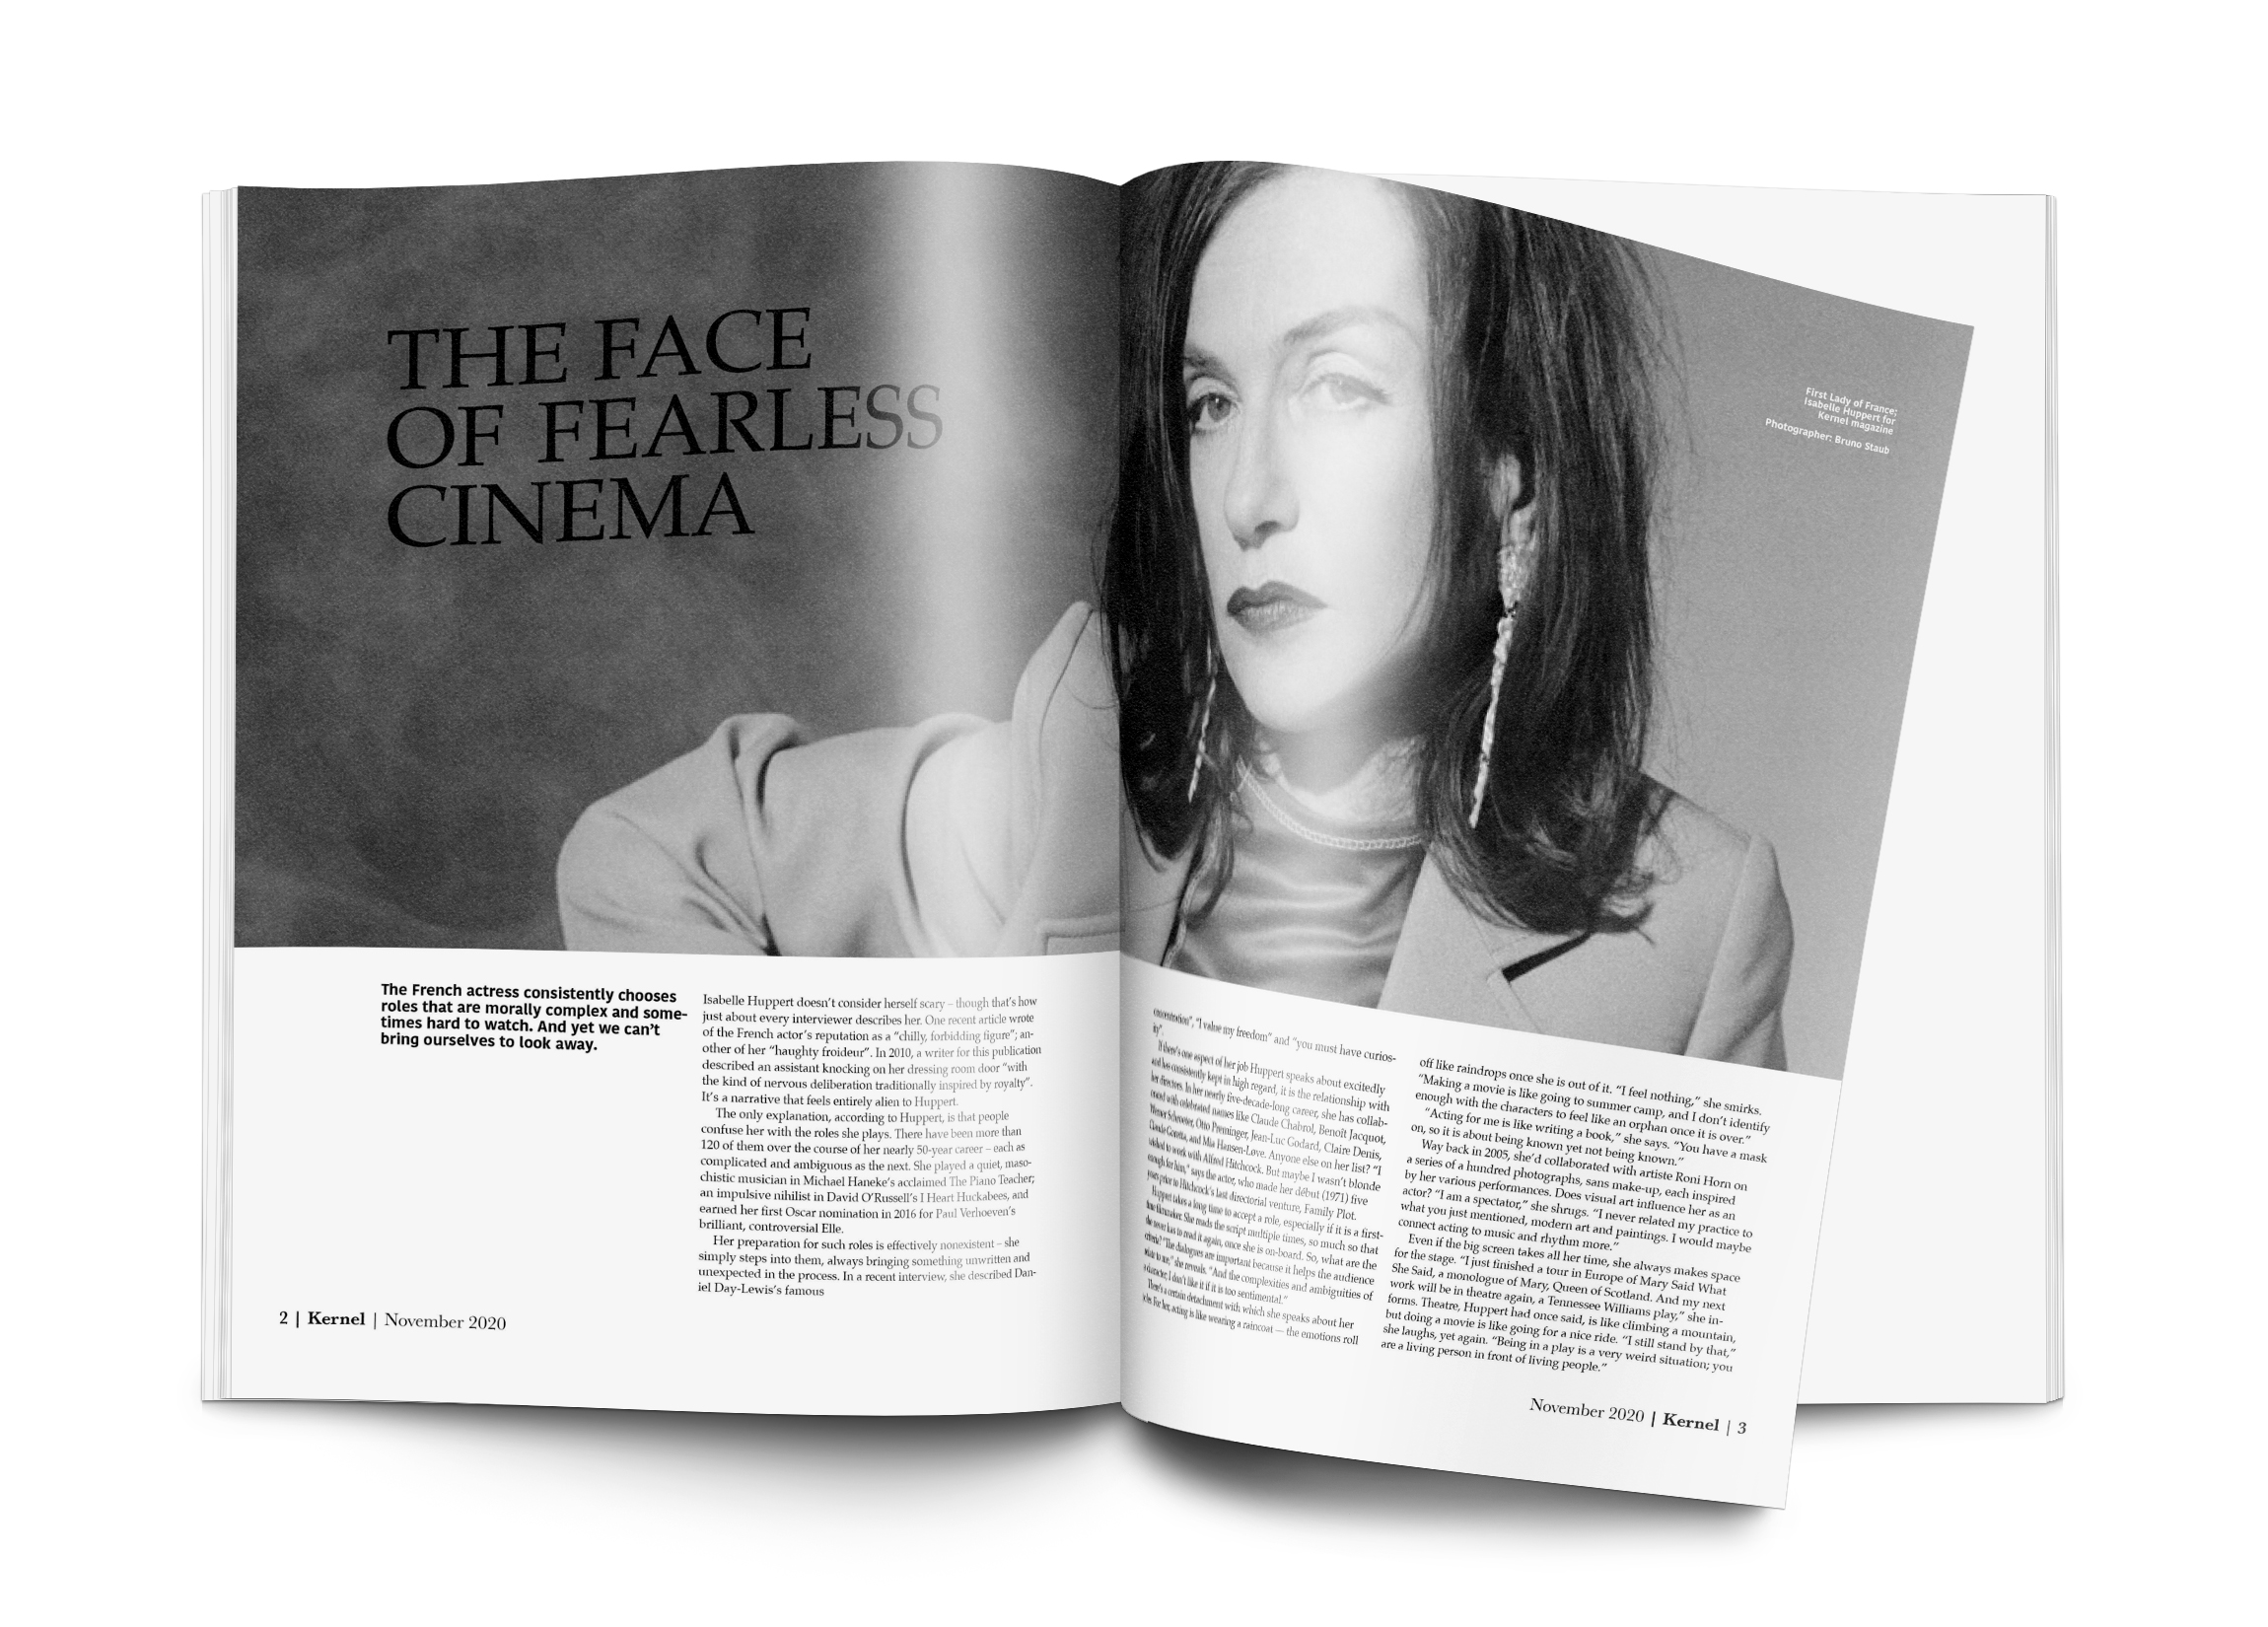 THE FACE
OF FEARLESS
CINEMA
The French actress consistently chooses
roles that are morally complex and some-
times hard to watch. And yet we can't
bring ourselves to look away.
Isabelle Huppert doesn't consider herself scary – though that's how
just about every interviewer describes her. One recent article wrote
of the French actor's reputation as a "chilly, forbidding figure"; an-
other of her "haughty froideur". In 2010, a writer for this publication
described an assistant knocking on her dressing room door "with
the kind of nervous deliberation traditionally inspired by royalty".
It's a narrative that feels entirely alien to Huppert.
The only explanation, according to Huppert, is that people
confuse her with the roles she plays. There have been more than
120 of them over the course of her nearly 50-year career – each as
complicated and ambiguous as the next. She played a quiet, maso-
chistic musician in Michael Haneke's acclaimed The Piano Teacher;
an impulsive nihilist in David O'Russell's I Heart Huckabees, and
earned her first Oscar nomination in 2016 for Paul Verhoeven's
brilliant, controversial Elle.
Her preparation for such roles is effectively nonexistent – she
simply steps into them, always bringing something unwritten and
unexpected in the process. In a recent interview, she described Dan-
iel Day-Lewis's famous
2 | Kernel | November 2020
First Lady of France;
Isabelle Huppert for
Kernel magazine
Photographer: Bruno Staub
concentration", "I value my freedom" and "you must have curios-
ity".
If there's one aspect of her job Huppert speaks about excitedly
and has consistently kept in high regard, it is the relationship with
her directors. In her nearly five-decade-long career, she has collab-
orated with celebrated names like Claude Chabrol, Benoît Jacquot,
Werner Schroeter, Otto Preminger, Jean-Luc Godard, Claire Denis,
Claude Goretta, and Mia Hansen-Løve. Anyone else on her list? "I
wished to work with Alfred Hitchcock. But maybe I wasn't blonde
enough for him," says the actor, who made her début (1971) five
years prior to Hitchcock's last directorial venture, Family Plot.
Huppert takes a long time to accept a role, especially if it is a first-
time filmmaker. She reads the script multiple times, so much so that
she never has to read it again, once she is on-board. So, what are the
criteria? "The dialogues are important because it helps the audience
relate to me," she reveals. "And the complexities and ambiguities of
a character; I don't like it if it is too sentimental."
There's a certain detachment with which she speaks about her
jobs. For her, acting is like wearing a raincoat — the emotions roll
off like raindrops once she is out of it. "I feel nothing," she smirks.
"Making a movie is like going to summer camp, and I don't identify
enough with the characters to feel like an orphan once it is over."
"Acting for me is like writing a book," she says. "You have a mask
on, so it is about being known yet not being known."
Way back in 2005, she'd collaborated with artiste Roni Horn on
a series of a hundred photographs, sans make-up, each inspired
by her various performances. Does visual art influence her as an
actor? "I am a spectator," she shrugs. "I never related my practice to
what you just mentioned, modern art and paintings. I would maybe
connect acting to music and rhythm more."
Even if the big screen takes all her time, she always makes space
for the stage. "I just finished a tour in Europe of Mary Said What
She Said, a monologue of Mary, Queen of Scotland. And my next
work will be in theatre again, a Tennessee Williams play," she in-
forms. Theatre, Huppert had once said, is like climbing a mountain,
but doing a movie is like going for a nice ride. "I still stand by that,"
she laughs, yet again. "Being in a play is a very weird situation; you
are a living person in front of living people."
November 2020 | Kernel | 3